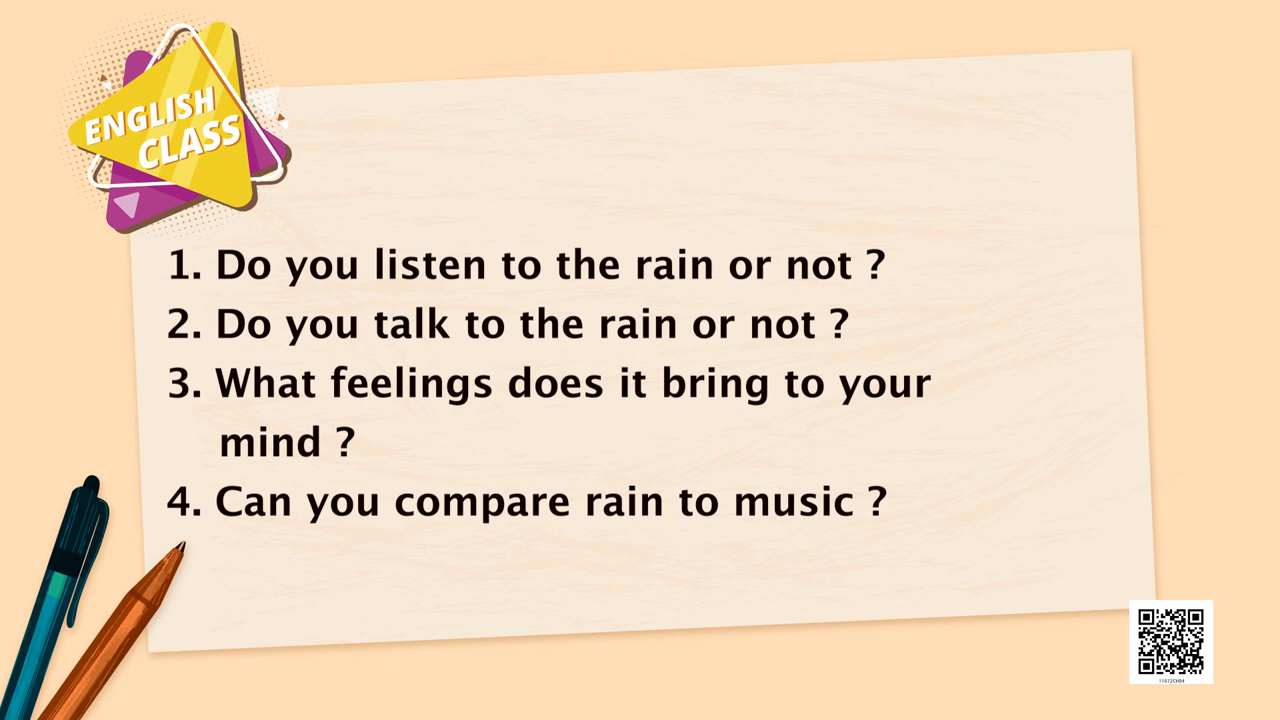 ENGLISH
CLASS
1. Do you listen to the rain or not ?
2. Do you talk to the rain or not ?
3. What feelings does it bring to your
mind ?
4. Can you compare rain to music ?